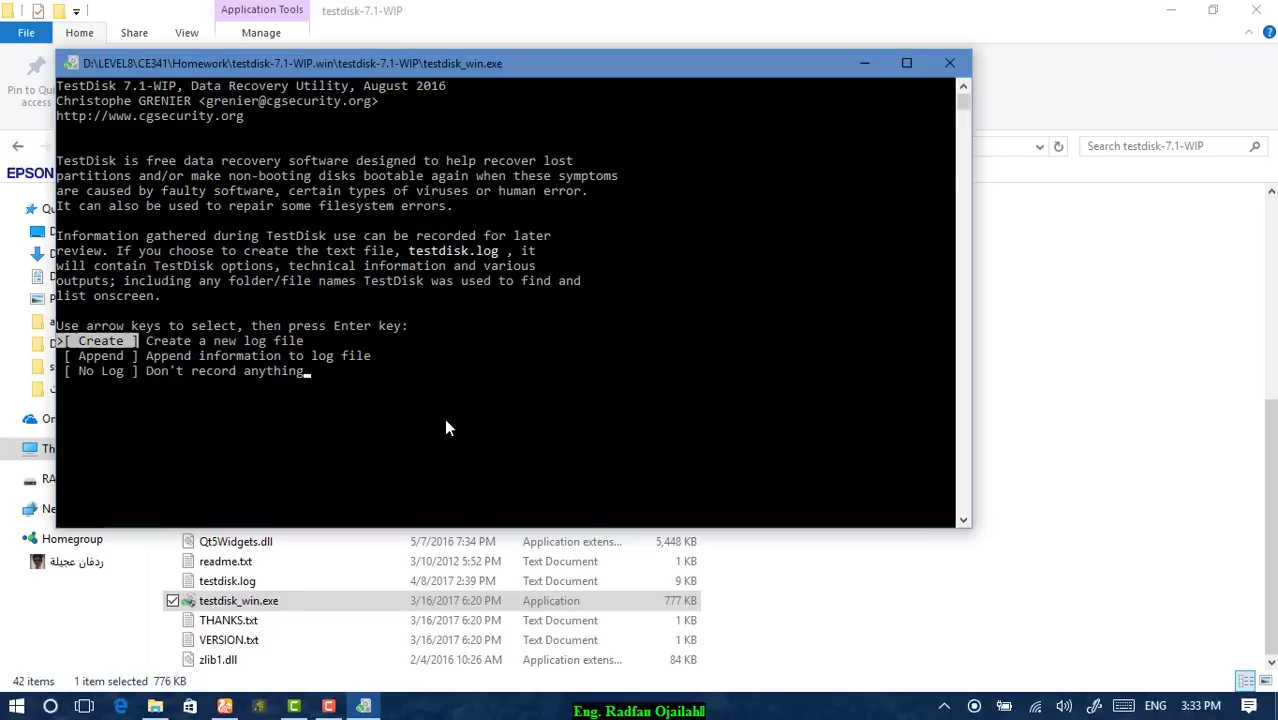 Application Tools
testdisk-7.1-WIP
File
Home
Share
View
Manage
Pin to Qu
access
D:\LEVEL8\CE341\Homework\testdisk-7.1-WIP.win\testdisk-7.1-WIP\testdisk_win.exe
Search testdisk-7.1-WIP
EPSON
TestDisk 7.1-WIP, Data Recovery Utility, August 2016
Christophe GRENIER <grenier@cgsecurity.org>
http://www.cgsecurity.org
TestDisk is free data recovery software designed to help recover lost
partitions and/or make non-booting disks bootable again when these symptoms
are caused by faulty software, certain types of viruses or human error.
It can also be used to repair some filesystem errors.
Information gathered during TestDisk use can be recorded for later
review. If you choose to create the text file, testdisk.log , it
will contain TestDisk options, technical information and various
outputs; including any folder/file names TestDisk was used to find and
list onscreen.
Use arrow keys to select, then press Enter key:
>[ Create ] Create a new log file
[ Append ] Append information to log file
[ No Log ] Don't record anything
Qu
Or
Th
RA
Ne
Homegroup
ردفان عجيلة
Qt5Widgets.dll 5/7/2016 7:34 PM Application extens... 5,448 KB
readme.txt 3/10/2012 5:52 PM Text Document 1 KB
testdisk.log 4/8/2017 2:39 PM Text Document 9 KB
testdisk_win.exe 3/16/2017 6:20 PM Application 777 KB
THANKS.txt 3/16/2017 6:20 PM Text Document 1 KB
VERSION.txt 3/16/2017 6:20 PM Text Document 1 KB
zlib1.dll 2/4/2016 10:26 AM Application extens... 84 KB
42 items 1 item selected 776 KB
Eng. Radfan Ojailah
ENG 3:33 PM